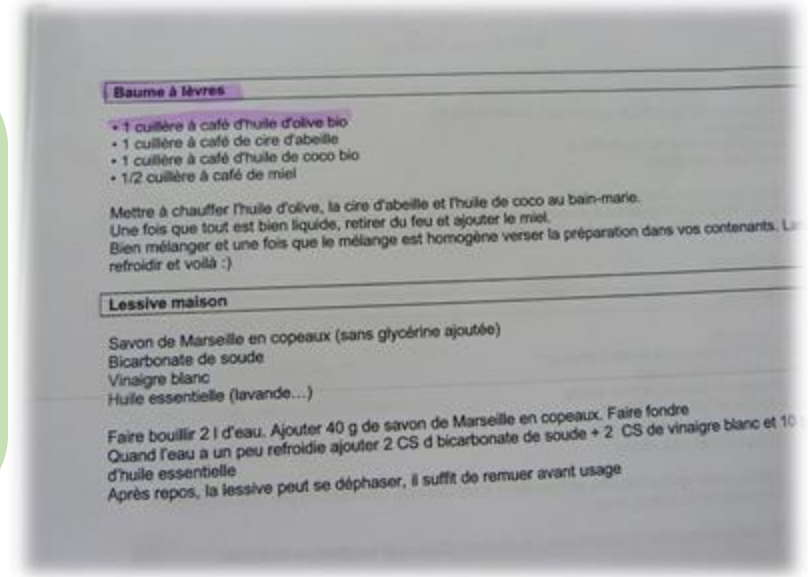 Baume à lèvres
• 1 cuillère à café d'huile d'olive bio
• 1 cuillère à café de cire d'abeille
• 1 cuillère à café d'huile de coco bio
• 1/2 cuillère à café de miel
Mettre à chauffer l'huile d'olive, la cire d'abeille et l'huile de coco au bain-marie.
Une fois que tout est bien liquide, retirer du feu et ajouter le miel.
Bien mélanger et une fois que le mélange est homogène verser la préparation dans vos contenants.
refroidir et voilà :)
Lessive maison
Savon de Marseille en copeaux (sans glycérine ajoutée)
Bicarbonate de soude
Vinaigre blanc
Huile essentielle (lavande…)
Faire bouillir 2 l d'eau. Ajouter 40 g de savon de Marseille en copeaux. Faire fondre
Quand l'eau a un peu refroidie ajouter 2 CS d bicarbonate de soude + 2 CS de vinaigre blanc et 10
d'huile essentielle
Après repos, la lessive peut se déphaser, il suffit de remuer avant usage